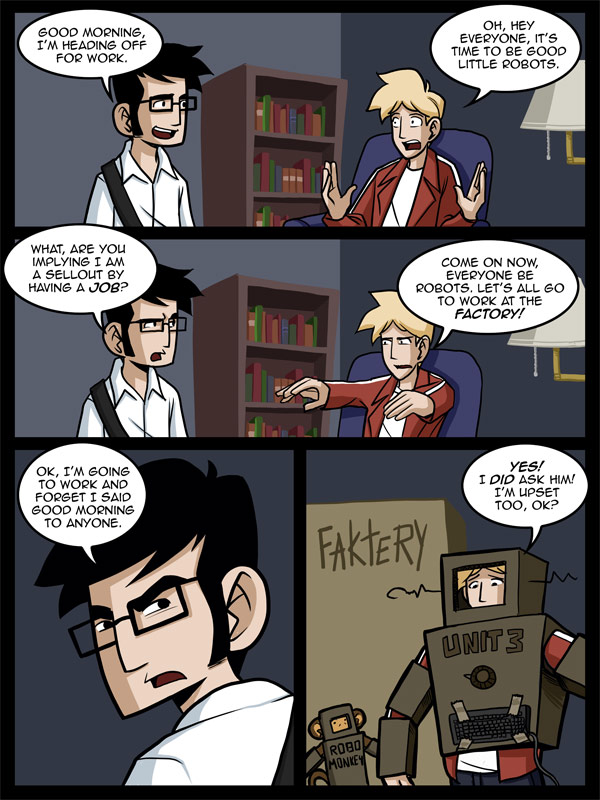 GOOD MORNING,
I'M HEADING OFF
FOR WORK.
OH, HEY
EVERYONE, IT'S
TIME TO BE GOOD
LITTLE ROBOTS.
WHAT, ARE YOU
IMPLYING I AM
A SELLOUT BY
HAVING A JOB?
COME ON NOW,
EVERYONE BE
ROBOTS. LET'S ALL GO
TO WORK AT THE
FACTORY!
OK, I'M GOING
TO WORK AND
FORGET I SAID
GOOD MORNING
TO ANYONE.
YES!
I DID ASK HIM!
I'M UPSET
TOO, OK?
FAKTERY
UNIT 3
ROBO
MONKEY